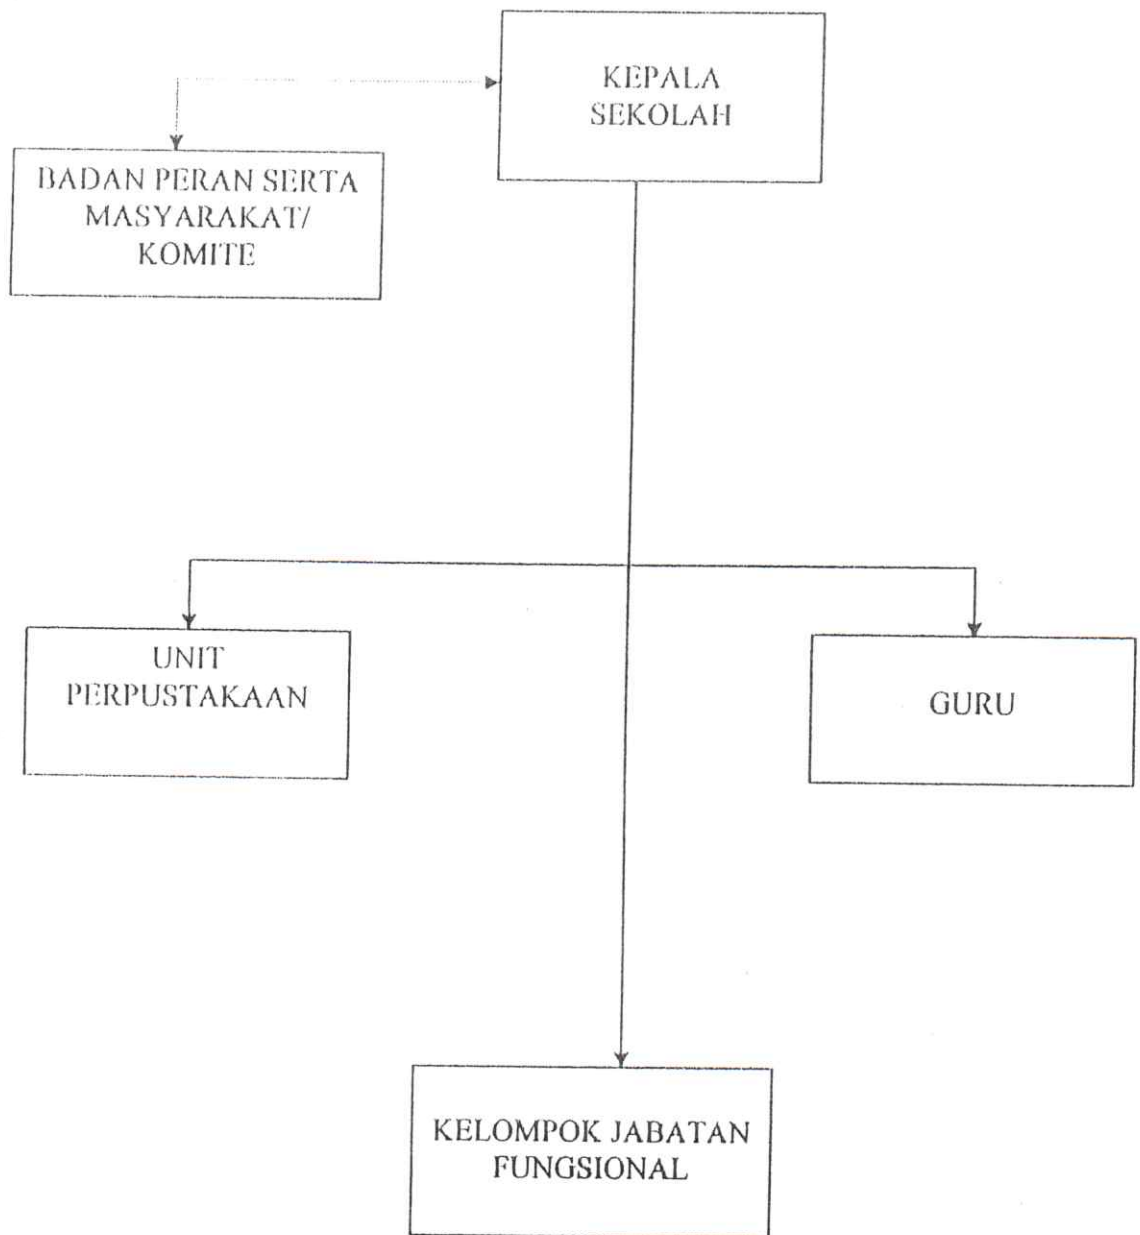 KEPALA
SEKOLAH
BADAN PERAN SERTA
MASYARAKAT/
KOMITE
UNIT
PERPUSTAKAAN
GURU
KELOMPOK JABATAN
FUNGSIONAL